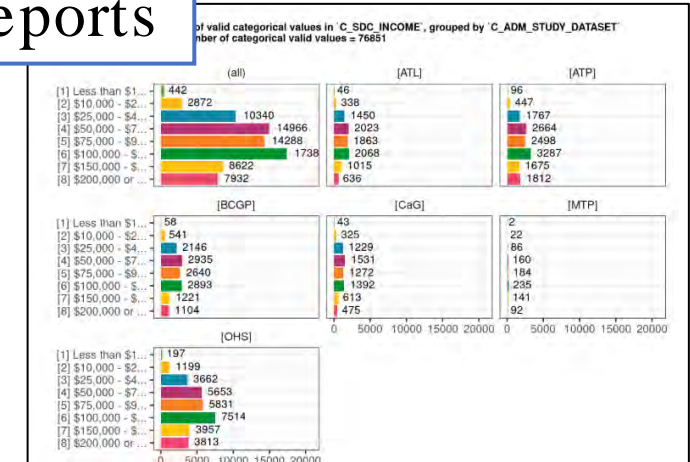 eports
of valid categorical values in `C_SDC_INCOME`, grouped by `C_ADM_STUDY_DATASET`
nber of categorical valid values = 76851
(all) [ATL] [ATP]
[1] Less than $1... 442 46 96
[2] $10,000 - $2... 2872 338 447
[3] $25,000 - $4... 10340 1450 1767
[4] $50,000 - $7... 14966 2023 2664
[5] $75,000 - $9... 14288 1863 2498
[6] $100,000 - $... 1738 2068 3287
[7] $150,000 - $... 8622 1015 1675
[8] $200,000 or ... 7932 636 1812
[BCGP] [CaG] [MTP]
[1] Less than $1... 58 43 2
[2] $10,000 - $2... 541 325 22
[3] $25,000 - $4... 2146 1229 86
[4] $50,000 - $7... 2935 1531 160
[5] $75,000 - $9... 2640 1272 184
[6] $100,000 - $... 2893 1392 235
[7] $150,000 - $... 1221 613 141
[8] $200,000 or ... 1104 475 92
0 5000 10000 15000 20000 0 5000 10000 15000 20000
[OHS]
[1] Less than $1... 197
[2] $10,000 - $2... 1199
[3] $25,000 - $4... 3662
[4] $50,000 - $7... 5653
[5] $75,000 - $9... 5831
[6] $100,000 - $... 7514
[7] $150,000 - $... 3957
[8] $200,000 or ... 3813
0 5000 10000 15000 20000